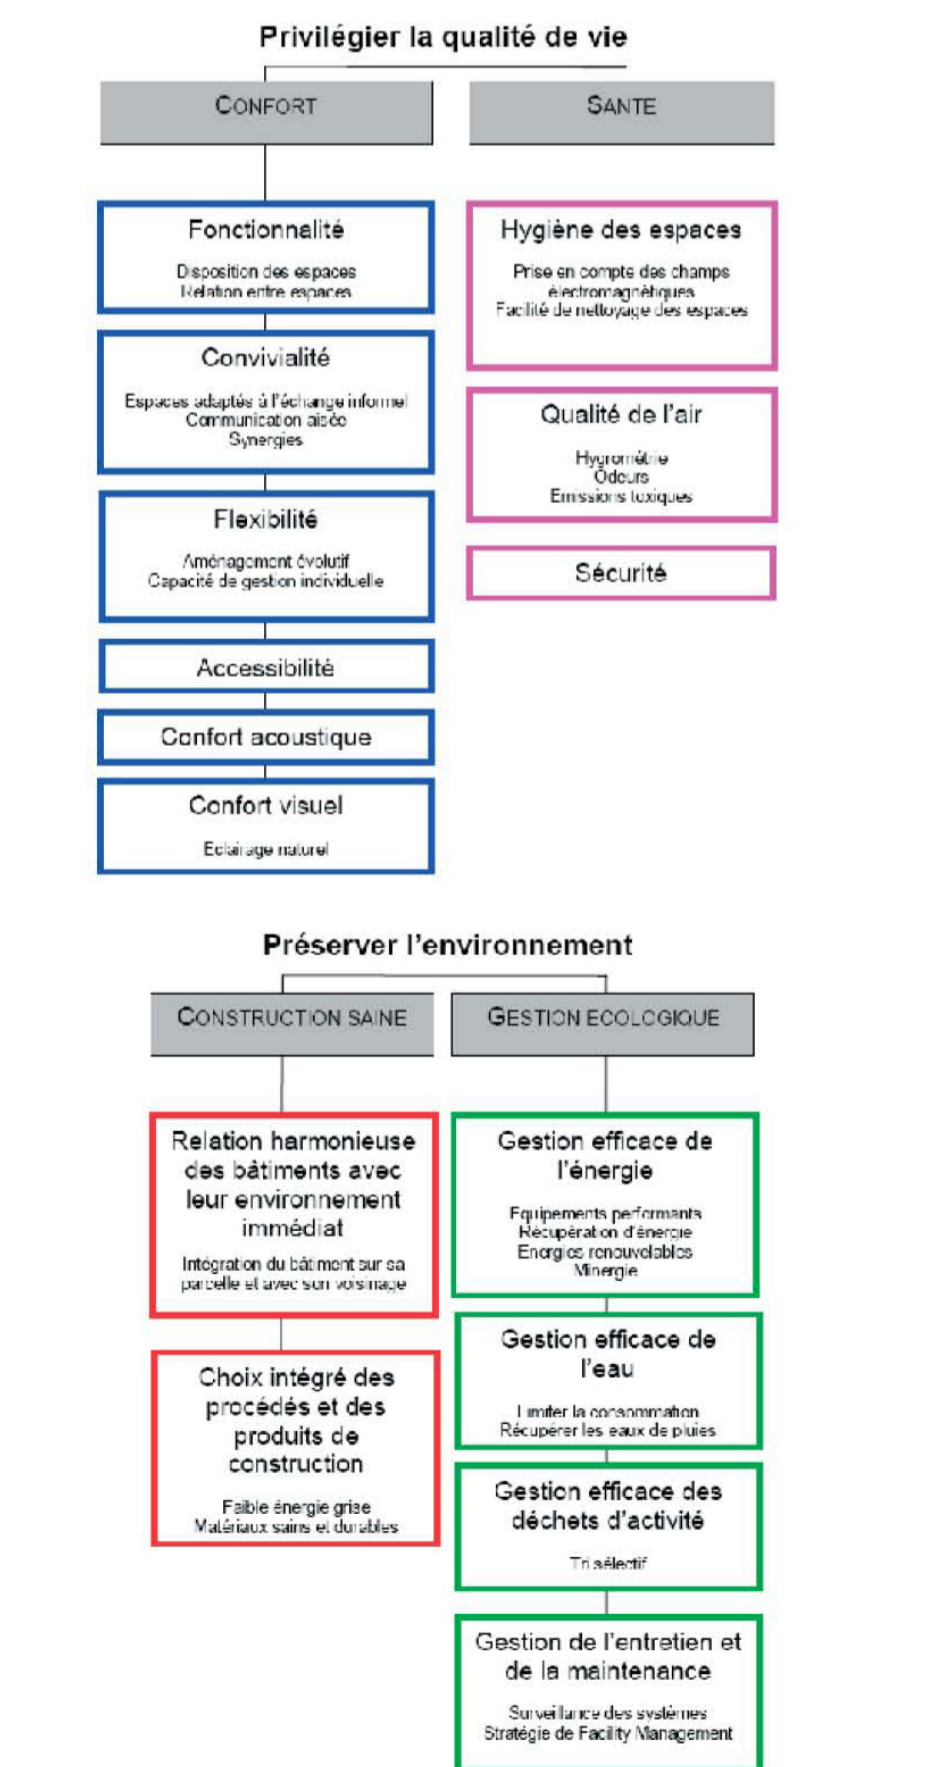 Privilégier la qualité de vie
CONFORT
Fonctionnalité
Disposition des espaces
Relation entre espaces
Convivialité
Espaces adaptés à l'échange informel
Communication aisée
Synergies
Flexibilité
Aménagement évolutif
Capacité de gestion individuelle
Accessibilité
Confort acoustique
Confort visuel
Eclairage naturel
SANTE
Hygiène des espaces
Prise en compte des champs
électromagnétiques
Facilité de nettoyage des espaces
Qualité de l'air
Hygrométrie
Odeurs
Emissions toxiques
Sécurité
Préserver l'environnement
CONSTRUCTION SAINE
Relation harmonieuse
des bâtiments avec
leur environnement
immédiat
Intégration du bâtiment sur sa
parcelle et avec son voisinage
Choix intégré des
procédés et des
produits de
construction
Faible énergie grise
Matériaux sains et durables
GESTION ECOLOGIQUE
Gestion efficace de
l'énergie
Equipements performants
Récupération d'énergie
Energies renouvelables
Minergie
Gestion efficace de
l'eau
Limiter la consommation
Récupérer les eaux de pluies
Gestion efficace des
déchets d'activité
Tri sélectif
Gestion de l'entretien et
de la maintenance
Surveillance des systèmes
Stratégie de Facility Management